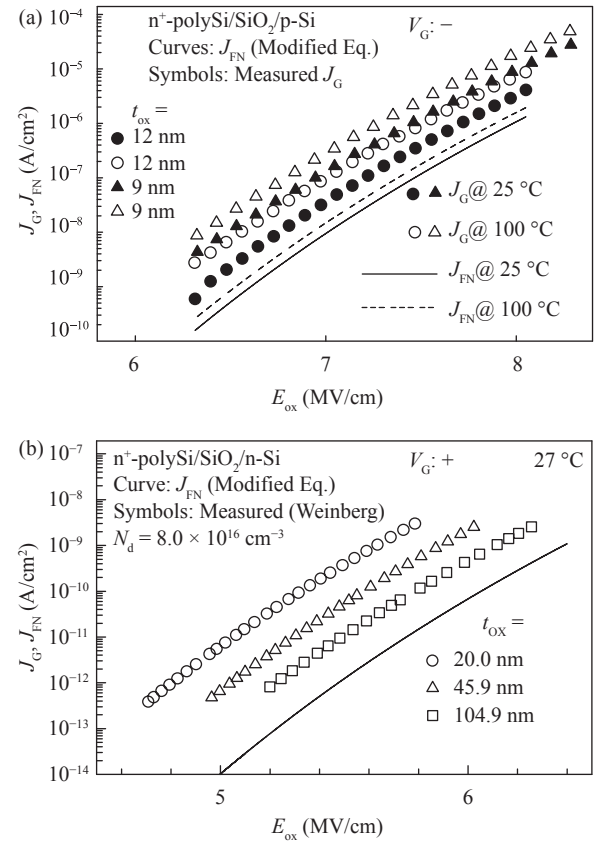 (a)
n⁺-polySi/SiO₂/p-Si
V_G: −
Curves: J_FN (Modified Eq.)
Symbols: Measured J_G
t_ox =
12 nm
12 nm
9 nm
9 nm
J_G@ 25 °C
J_G@ 100 °C
J_FN@ 25 °C
J_FN@ 100 °C
J_G, J_FN (A/cm²)
10⁻⁴
10⁻⁵
10⁻⁶
10⁻⁷
10⁻⁸
10⁻⁹
10⁻¹⁰
6 7 8
E_ox (MV/cm)
(b)
n⁺-polySi/SiO₂/n-Si
V_G: + 27 °C
Curve: J_FN (Modified Eq.)
Symbols: Measured (Weinberg)
N_d = 8.0 × 10¹⁶ cm⁻³
t_OX =
20.0 nm
45.9 nm
104.9 nm
J_G, J_FN (A/cm²)
10⁻⁷
10⁻⁸
10⁻⁹
10⁻¹⁰
10⁻¹¹
10⁻¹²
10⁻¹³
10⁻¹⁴
5 6
E_ox (MV/cm)